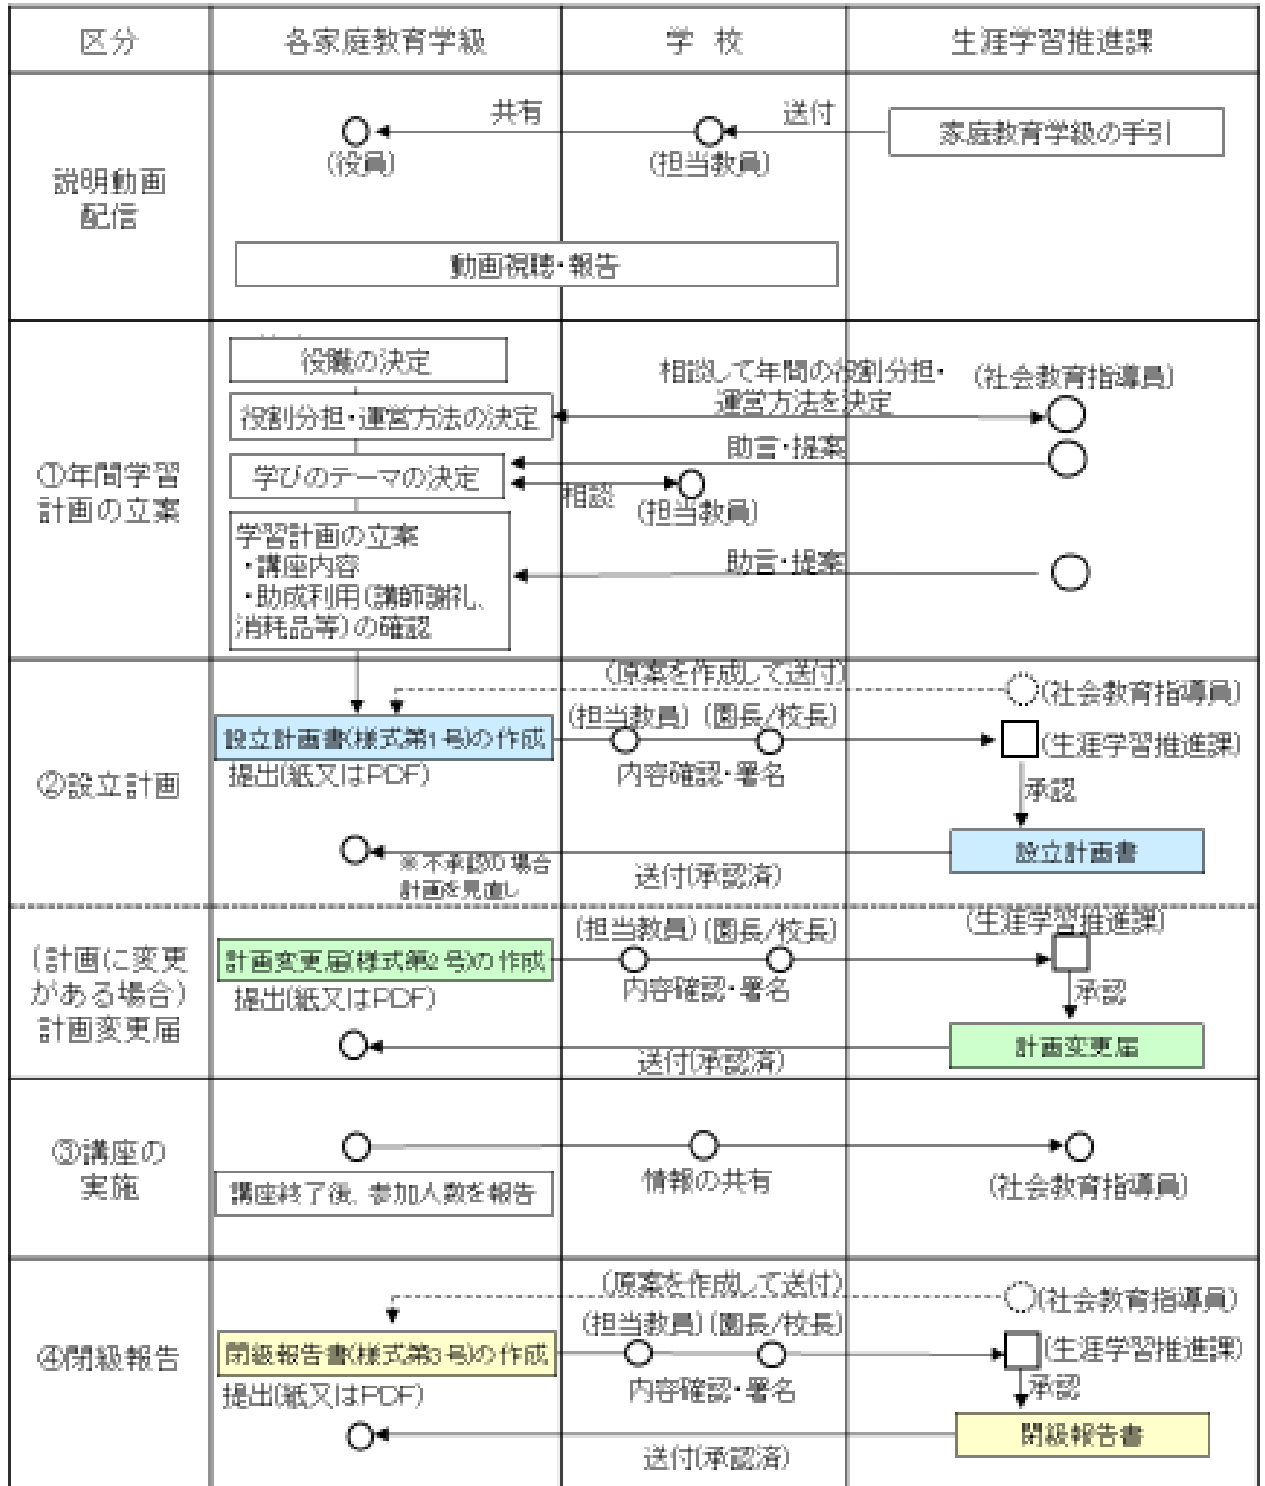 区分
各家庭教育学級
学 校
生涯学習推進課
説明動画
配信
共有
送付
家庭教育学級の手引
(役員)
(担当教員)
動画視聴・報告
①年間学習
計画の立案
役職の決定
相談して年間の役割分担・
運営方法を決定
(社会教育指導員)
役割分担・運営方法の決定
助言・提案
学びのテーマの決定
相談
(担当教員)
学習計画の立案
・講座内容
・助成利用(講師謝礼、
消耗品等)の確認
助言・提案
②設立計画
(原案を作成して送付)
(社会教育指導員)
(担当教員)(園長/校長)
設立計画書(様式第1号)の作成
(生涯学習推進課)
提出(紙又はPDF)
内容確認・署名
承認
設立計画書
※不承認の場合
計画を見直し
送付(承認済)
(計画に変更
がある場合)
計画変更届
(担当教員)(園長/校長)
(生涯学習推進課)
計画変更届(様式第2号)の作成
提出(紙又はPDF)
内容確認・署名
承認
計画変更届
送付(承認済)
③講座の
実施
講座終了後、参加人数を報告
情報の共有
(社会教育指導員)
④閉級報告
(原案を作成して送付)
(社会教育指導員)
(担当教員)(園長/校長)
閉級報告書(様式第3号)の作成
(生涯学習推進課)
提出(紙又はPDF)
内容確認・署名
承認
閉級報告書
送付(承認済)